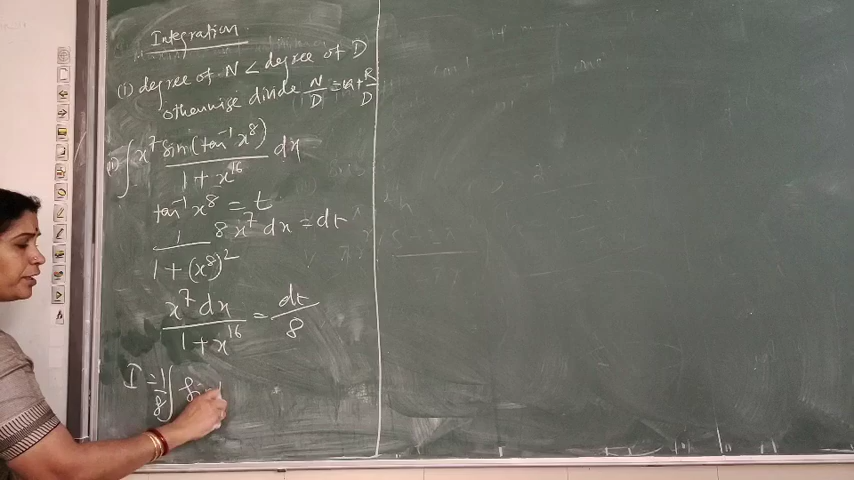 Integration
(i) degree of N < degree of D
otherwise divide N/D = Q + R/D
(ii) ∫ x⁷ sin(tan⁻¹ x⁸) / 1 + x¹⁶ dx
tan⁻¹ x⁸ = t
1 / 1 + (x⁸)² 8x⁷ dx = dt
x⁷ dx / 1 + x¹⁶ = dt / 8
I = 1/8 ∫ sin